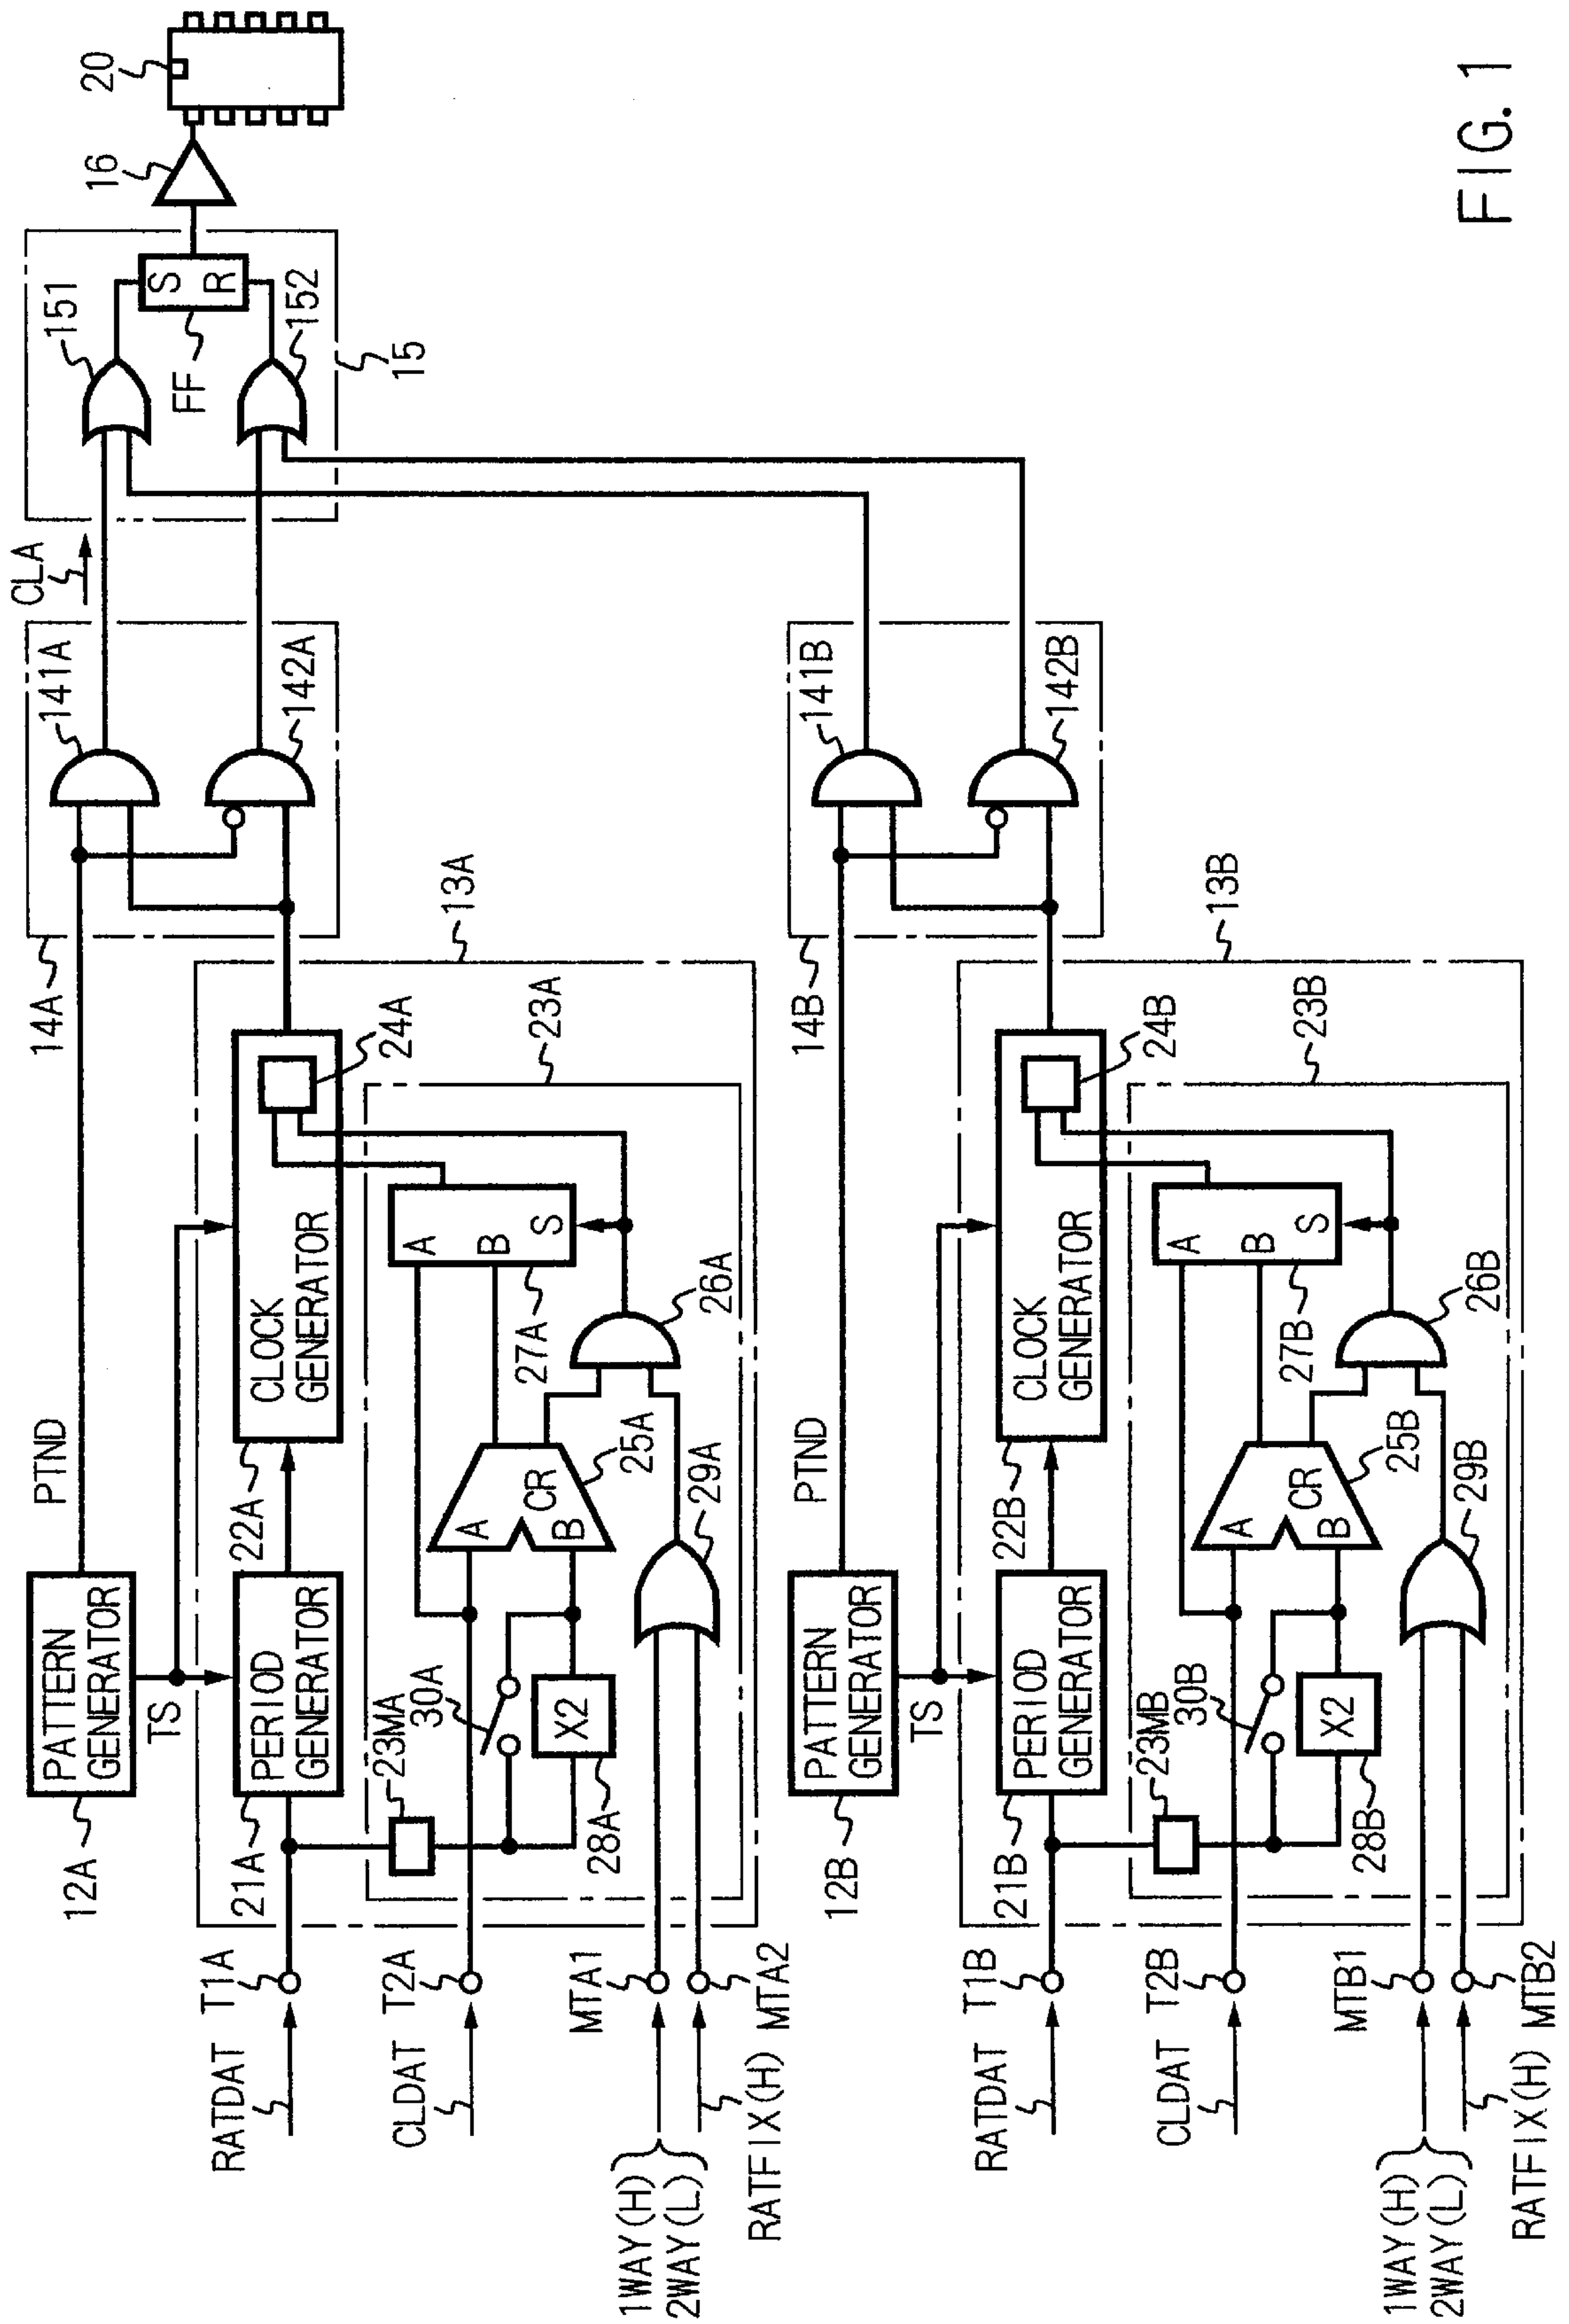 12A
PATTERN
GENERATOR
PTND
14A
141A
142A
CLA
151
152
S
R
FF
15
16
20
TS
RATDAT
T1A
21A
PERIOD
GENERATOR
22A
CLOCK
GENERATOR
24A
13A
23A
23MA
CLDAT
T2A
30A
X2
28A
A
B
CR
25A
A
B
S
27A
26A
29A
1WAY(H)
2WAY(L)
MTA1
MTA2
RATFIX(H)
12B
PATTERN
GENERATOR
PTND
14B
141B
142B
TS
RATDAT
T1B
21B
PERIOD
GENERATOR
22B
CLOCK
GENERATOR
24B
13B
23B
23MB
CLDAT
T2B
30B
X2
28B
A
B
CR
25B
A
B
S
27B
26B
29B
1WAY(H)
2WAY(L)
MTB1
MTB2
RATFIX(H)
FIG. 1